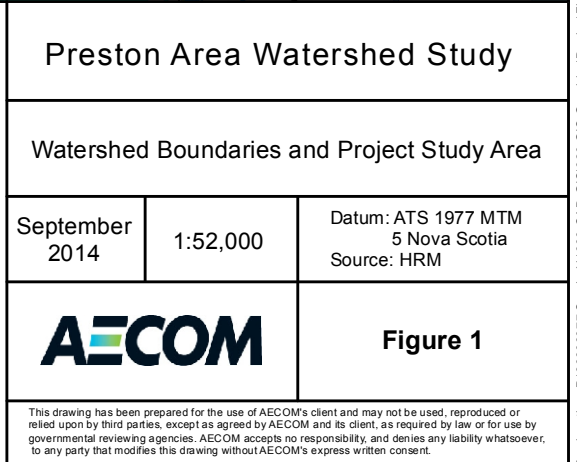 Preston Area Watershed Study
Watershed Boundaries and Project Study Area
September
2014
1:52,000
Datum: ATS 1977 MTM
5 Nova Scotia
Source: HRM
AECOM
Figure 1
This drawing has been prepared for the use of AECOM's client and may not be used, reproduced or
relied upon by third parties, except as agreed by AECOM and its client, as required by law or for use by
governmental reviewing agencies. AECOM accepts no responsibility, and denies any liability whatsoever,
to any party that modifies this drawing without AECOM's express written consent.